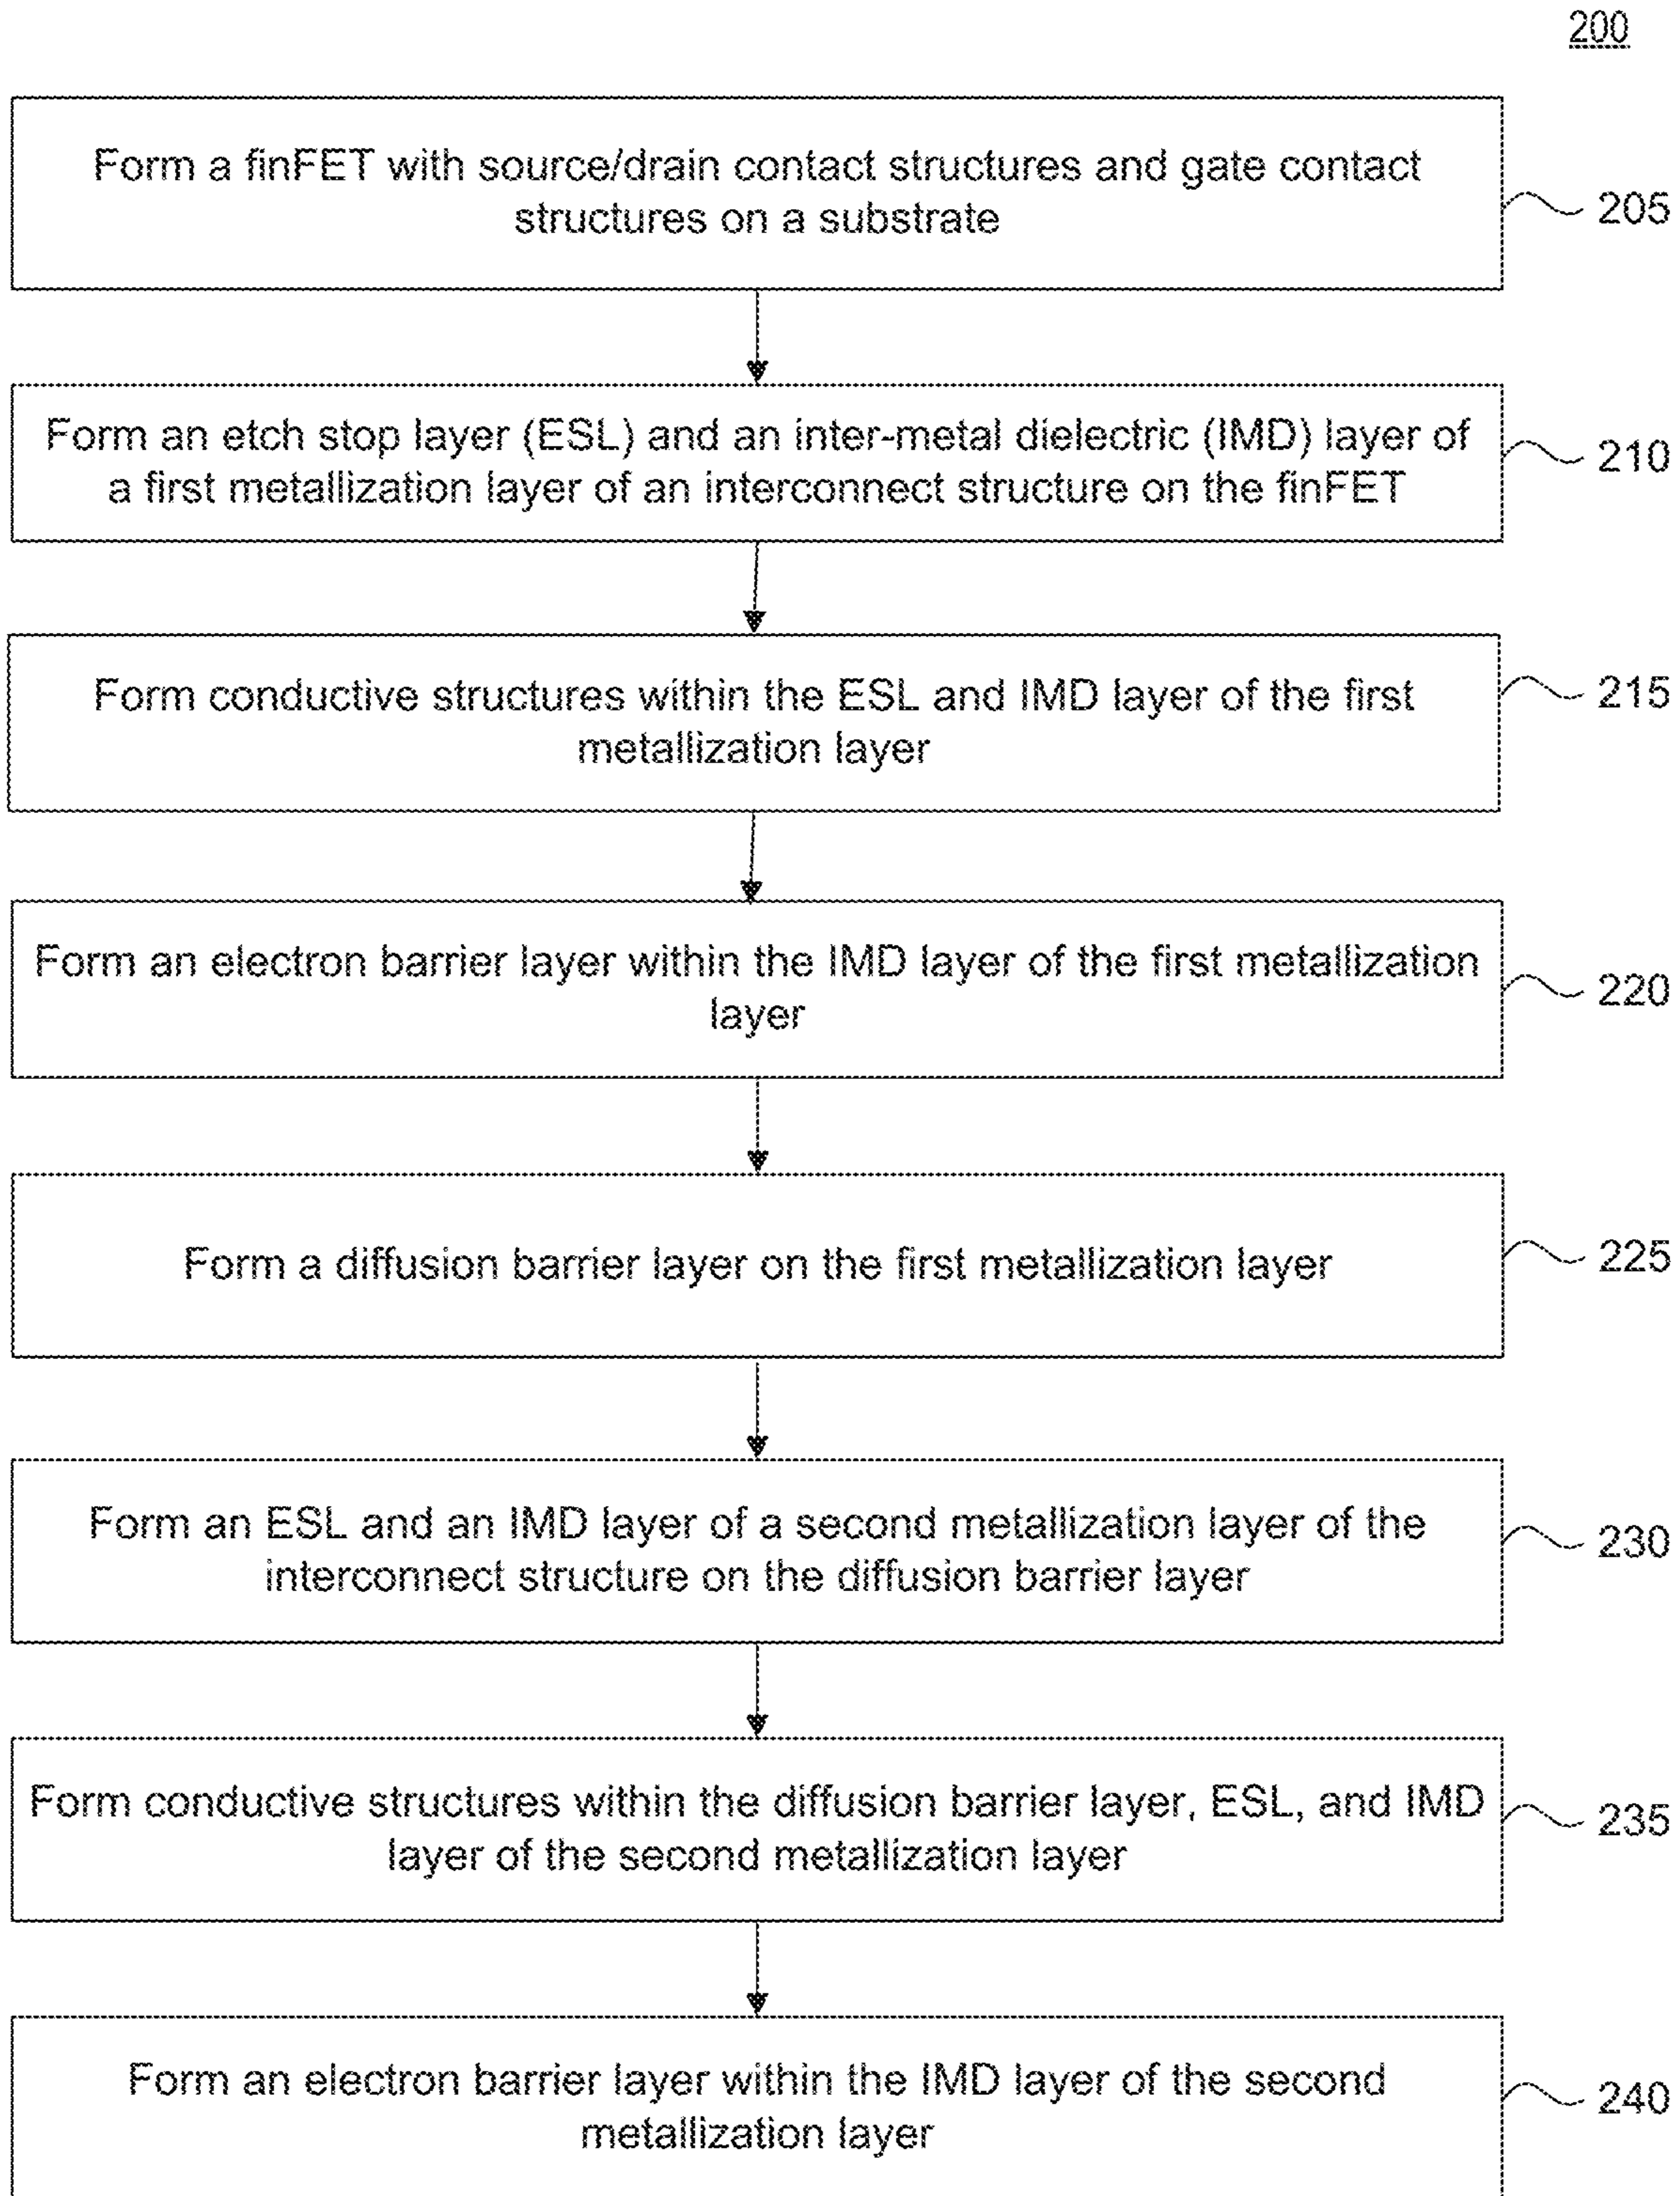 200
Form a finFET with source/drain contact structures and gate contact
structures on a substrate
205
Form an etch stop layer (ESL) and an inter-metal dielectric (IMD) layer of
a first metallization layer of an interconnect structure on the finFET
210
Form conductive structures within the ESL and IMD layer of the first
metallization layer
215
Form an electron barrier layer within the IMD layer of the first metallization
layer
220
Form a diffusion barrier layer on the first metallization layer
225
Form an ESL and an IMD layer of a second metallization layer of the
interconnect structure on the diffusion barrier layer
230
Form conductive structures within the diffusion barrier layer, ESL, and IMD
layer of the second metallization layer
235
Form an electron barrier layer within the IMD layer of the second
metallization layer
240